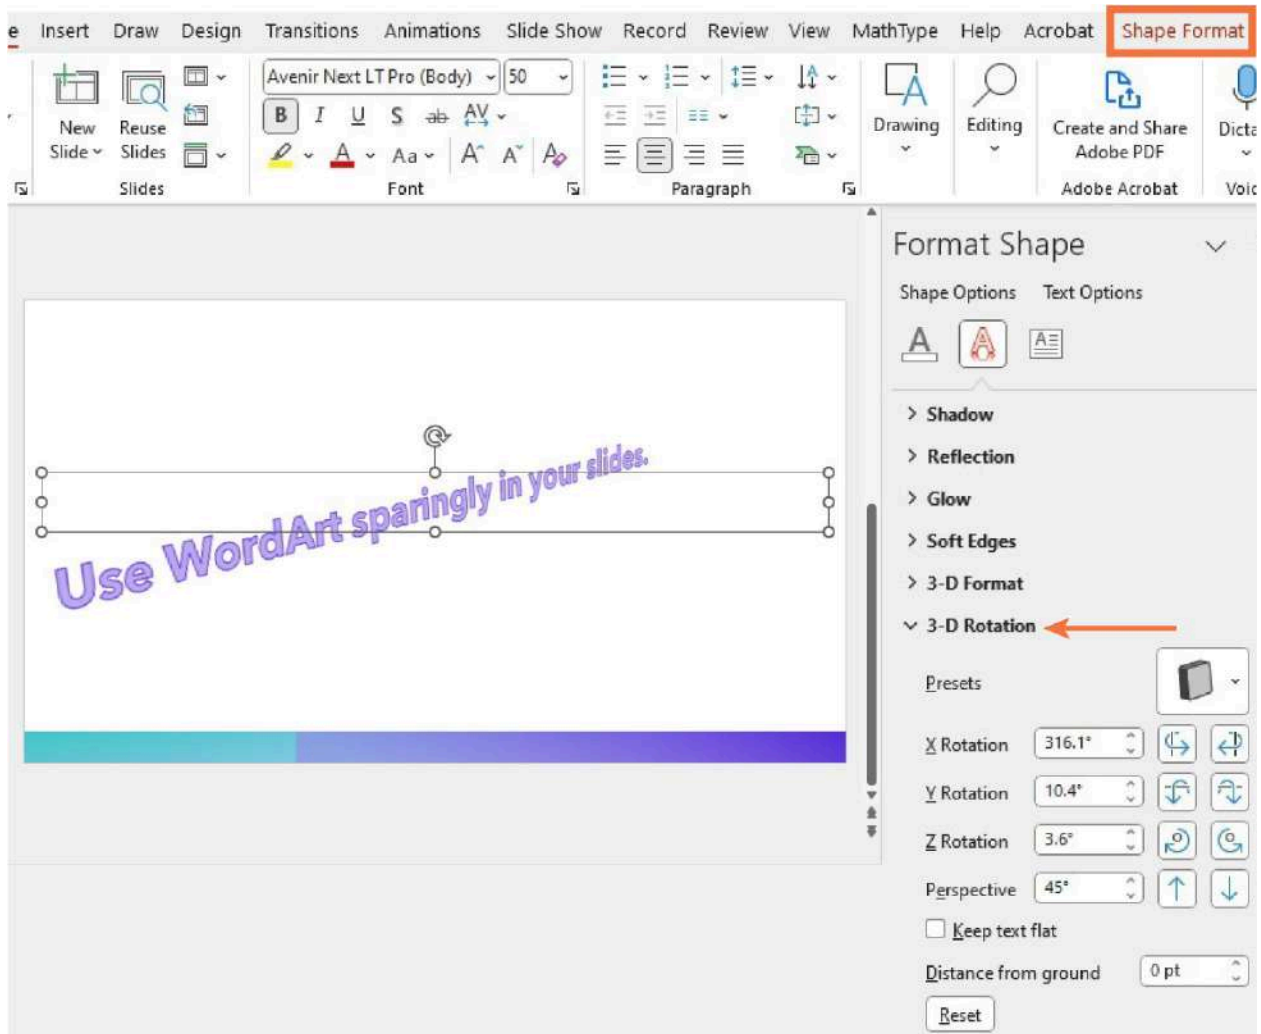 e Insert Draw Design Transitions Animations Slide Show Record Review View MathType Help Acrobat Shape Format
New Slide
Reuse Slides
Slides
Avenir Next LT Pro (Body) 50
B I U S ab AV
A Aa A A A
Font
Paragraph
Drawing
Editing
Create and Share Adobe PDF
Adobe Acrobat
Dicta
Voic
Use WordArt sparingly in your slides.
Format Shape
Shape Options Text Options
Shadow
Reflection
Glow
Soft Edges
3-D Format
3-D Rotation
Presets
X Rotation 316.1°
Y Rotation 10.4°
Z Rotation 3.6°
Perspective 45°
Keep text flat
Distance from ground 0 pt
Reset